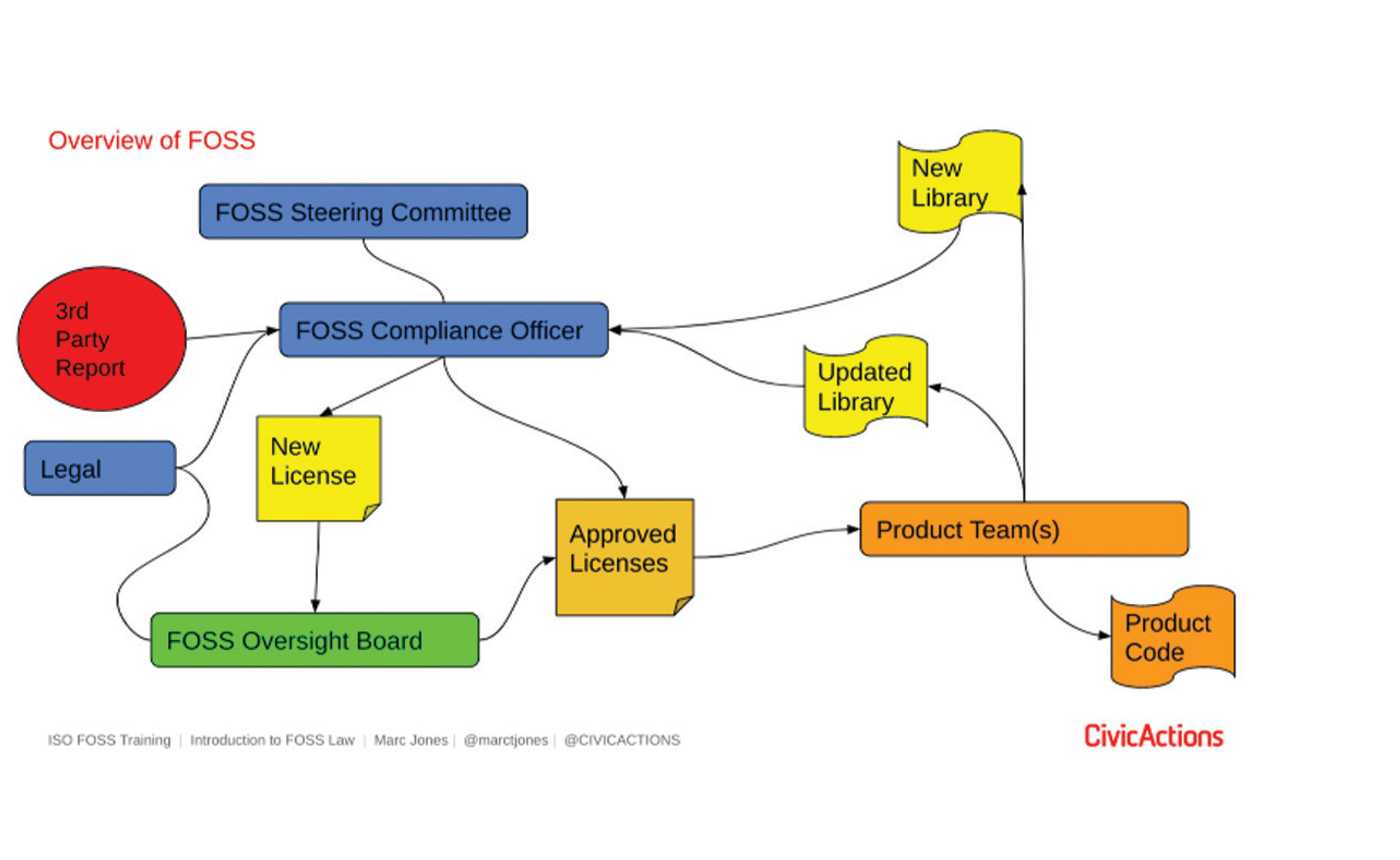 Overview of FOSS
FOSS Steering Committee
New
Library
3rd
Party
Report
FOSS Compliance Officer
Updated
Library
Legal
New
License
Approved
Licenses
Product Team(s)
FOSS Oversight Board
Product
Code
ISO FOSS Training | Introduction to FOSS Law | Marc Jones | @marctjones | @CIVICACTIONS
CivicActions